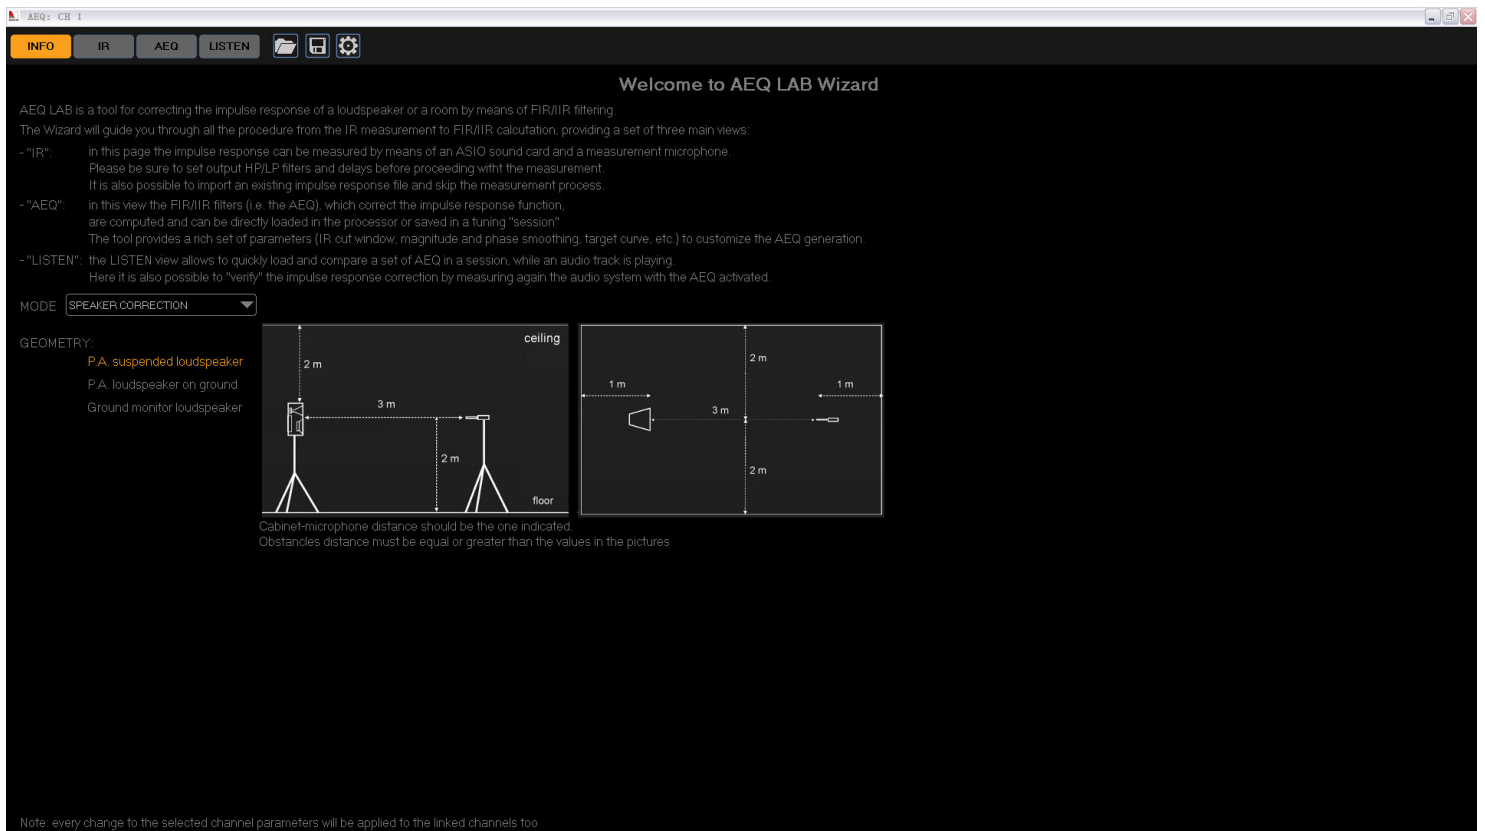 AEQ: CH 1
INFO IR AEQ LISTEN
Welcome to AEQ LAB Wizard
AEQ LAB is a tool for correcting the impulse response of a loudspeaker or a room by means of FIR/IIR filtering.
The Wizard will guide you through all the procedure from the IR measurement to FIR/IIR calcutation, providing a set of three main views:
- "IR": in this page the impulse response can be measured by means of an ASIO sound card and a measurement microphone.
Please be sure to set output HP/LP filters and delays before proceeding witht the measurement.
It is also possible to import an existing impulse response file and skip the measurement process.
- "AEQ": in this view the FIR/IIR filters (i.e. the AEQ), which correct the impulse response function,
are computed and can be directly loaded in the processor or saved in a tuning "session"
The tool provides a rich set of parameters (IR cut window, magnitude and phase smoothing, target curve, etc.) to customize the AEQ generation.
- "LISTEN": the LISTEN view allows to quickly load and compare a set of AEQ in a session, while an audio track is playing.
Here it is also possible to "verify" the impulse response correction by measuring again the audio system with the AEQ activated.
MODE SPEAKER CORRECTION
GEOMETRY:
P.A. suspended loudspeaker
P.A. loudspeaker on ground
Ground monitor loudspeaker
ceiling
2 m
3 m
2 m
floor
2 m
1 m 1 m
3 m
2 m
Cabinet-microphone distance should be the one indicated.
Obstancles distance must be equal or greater than the values in the pictures
Note: every change to the selected channel parameters will be applied to the linked channels too